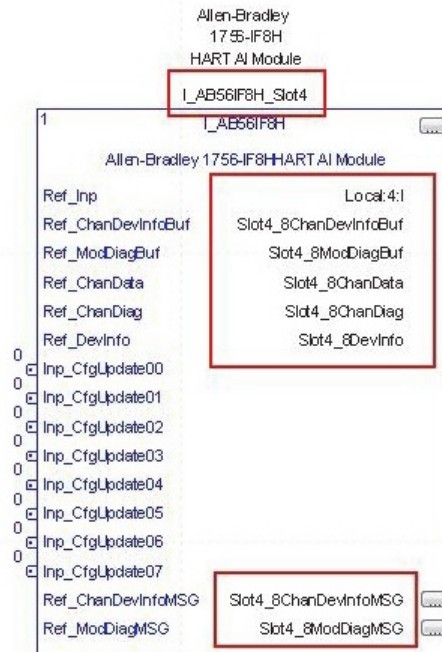 Allen-Bradley
1756-IF8H
HART AI Module
I_AB56IF8H_Slot4
1 I_AB56IF8H ...
Allen-Bradley 1756-IF8HHART AI Module
Ref_Inp Local:4:I
Ref_ChanDevInfoBuf Slot4_8ChanDevInfoBuf
Ref_ModDiagBuf Slot4_8ModDiagBuf
Ref_ChanData Slot4_8ChanData
Ref_ChanDiag Slot4_8ChanDiag
Ref_DevInfo Slot4_8DevInfo
0 Inp_CfgUpdate00
0 Inp_CfgUpdate01
0 Inp_CfgUpdate02
0 Inp_CfgUpdate03
0 Inp_CfgUpdate04
0 Inp_CfgUpdate05
0 Inp_CfgUpdate06
0 Inp_CfgUpdate07
Ref_ChanDevInfoMSG Slot4_8ChanDevInfoMSG ...
Ref_ModDiagMSG Slot4_8ModDiagMSG ...